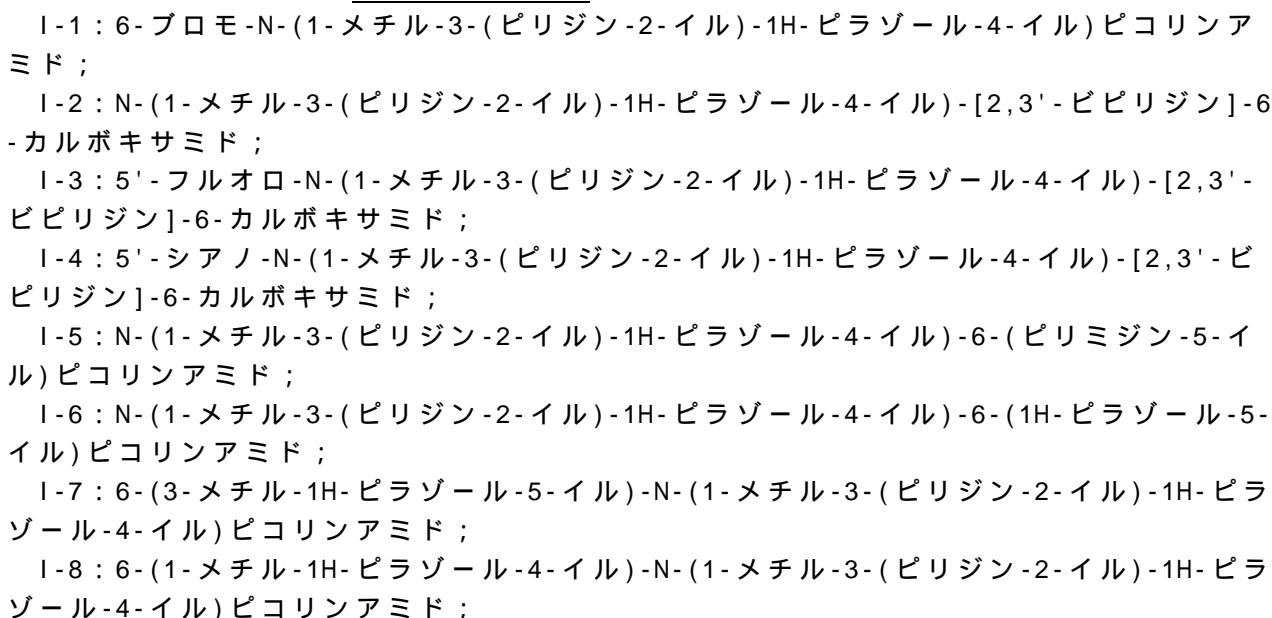 I-1：6-ブロモ-N-(1-メチル-3-(ピリジン-2-イル)-1H-ピラゾール-4-イル)ピコリンア
ミド；
I-2：N-(1-メチル-3-(ピリジン-2-イル)-1H-ピラゾール-4-イル)-[2,3'-ビピリジン]-6
-カルボキサミド；
I-3：5'-フルオロ-N-(1-メチル-3-(ピリジン-2-イル)-1H-ピラゾール-4-イル)-[2,3'-
ビピリジン]-6-カルボキサミド；
I-4：5'-シアノ-N-(1-メチル-3-(ピリジン-2-イル)-1H-ピラゾール-4-イル)-[2,3'-ビ
ピリジン]-6-カルボキサミド；
I-5：N-(1-メチル-3-(ピリジン-2-イル)-1H-ピラゾール-4-イル)-6-(ピリミジン-5-イ
ル)ピコリンアミド；
I-6：N-(1-メチル-3-(ピリジン-2-イル)-1H-ピラゾール-4-イル)-6-(1H-ピラゾール-5-
イル)ピコリンアミド；
I-7：6-(3-メチル-1H-ピラゾール-5-イル)-N-(1-メチル-3-(ピリジン-2-イル)-1H-ピラ
ゾール-4-イル)ピコリンアミド；
I-8：6-(1-メチル-1H-ピラゾール-4-イル)-N-(1-メチル-3-(ピリジン-2-イル)-1H-ピラ
ゾール-4-イル)ピコリンアミド；